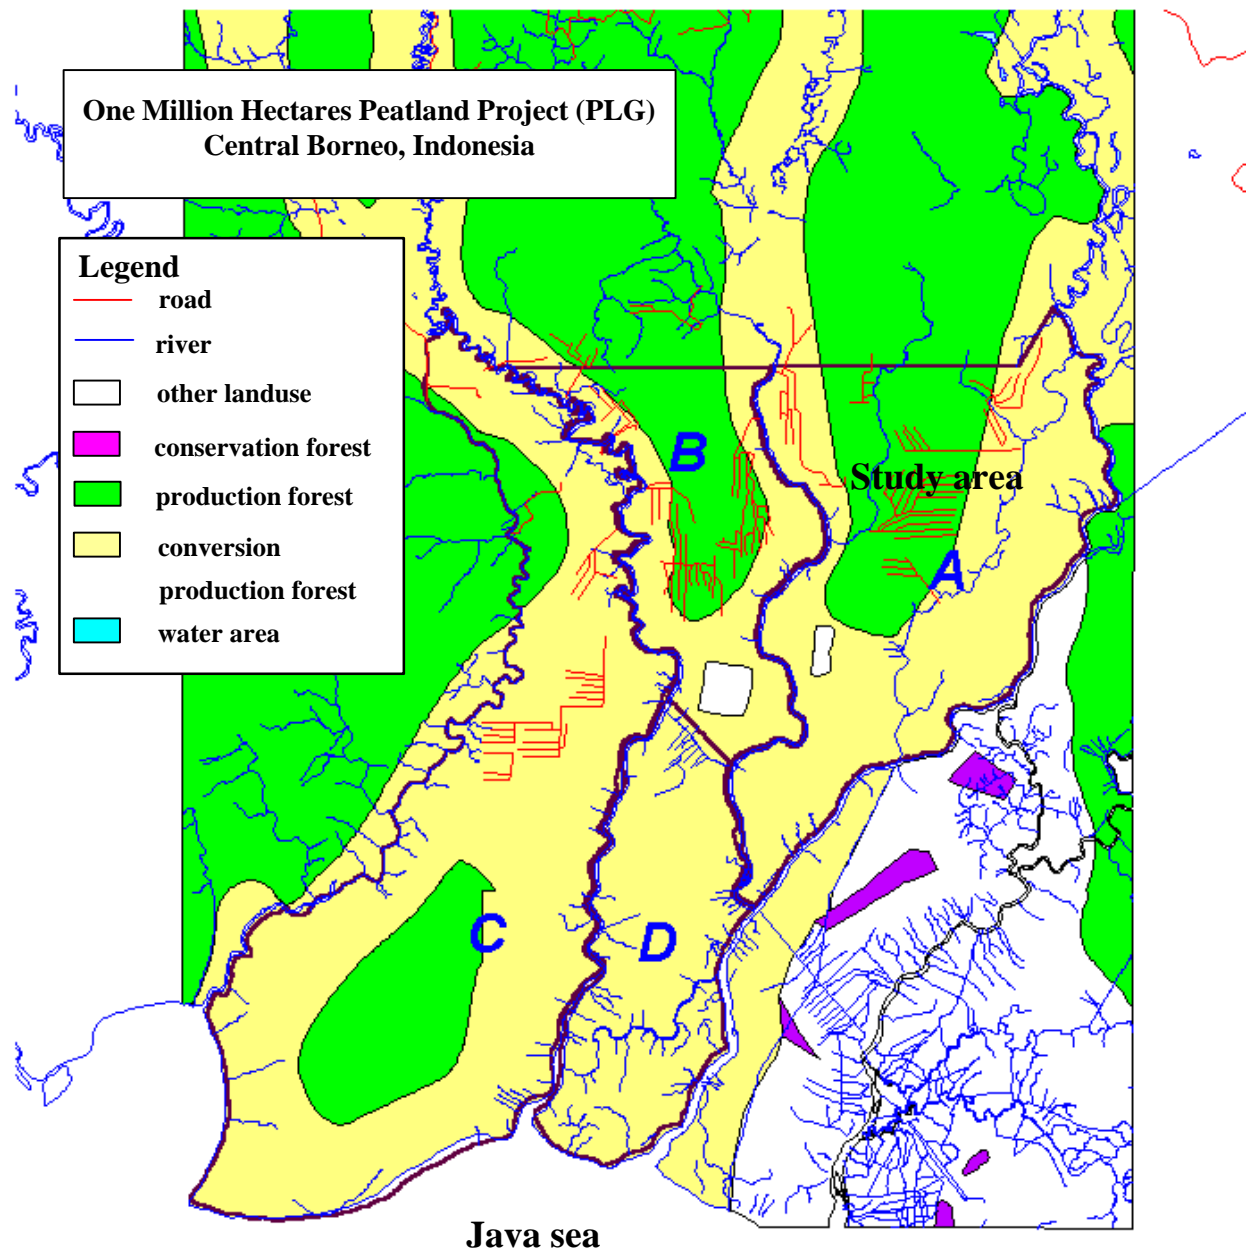 One Million Hectares Peatland Project (PLG)
Central Borneo, Indonesia
Legend
road
river
other landuse
conservation forest
production forest
conversion
production forest
water area
B
Study area
A
C
D
Java sea